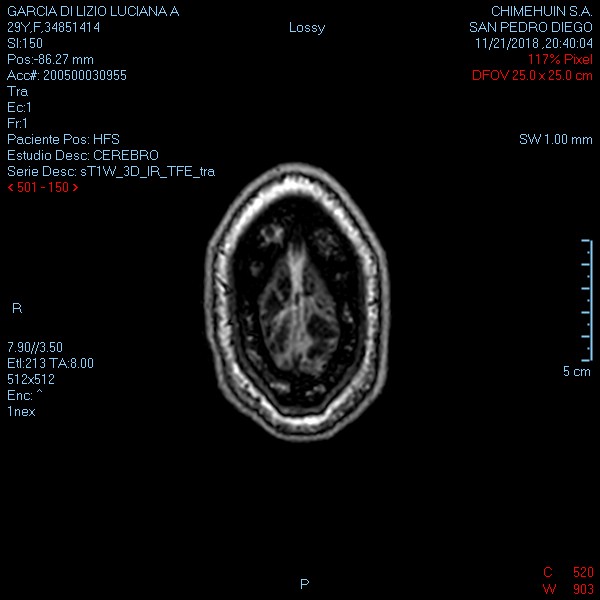 GARCIA DI LIZIO LUCIANA A
29Y,F,34851414
Sl:150
Pos:-86.27 mm
Acc#: 200500030955
Tra
Ec:1
Fr:1
Paciente Pos: HFS
Estudio Desc: CEREBRO
Serie Desc: sT1W_3D_IR_TFE_tra
< 501 - 150 >
Lossy
CHIMEHUIN S.A.
SAN PEDRO DIEGO
11/21/2018 ,20:40:04
117% Pixel
DFOV 25.0 x 25.0 cm
SW 1.00 mm
R
7.90//3.50
Etl:213 TA:8.00
512x512
Enc: ^
1nex
5 cm
P
C 520
W 903